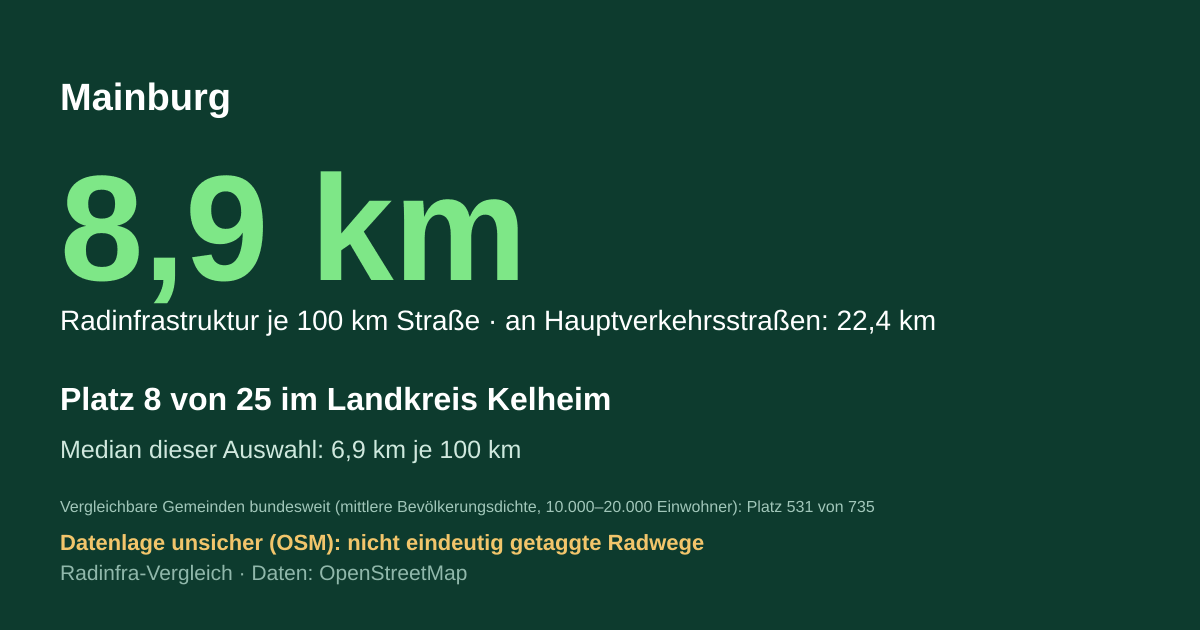 Mainburg
8,9 km
Radinfrastruktur je 100 km Straße · an Hauptverkehrsstraßen: 22,4 km
Platz 8 von 25 im Landkreis Kelheim
Median dieser Auswahl: 6,9 km je 100 km
Vergleichbare Gemeinden bundesweit (mittlere Bevölkerungsdichte, 10.000–20.000 Einwohner): Platz 531 von 735
Datenlage unsicher (OSM): nicht eindeutig getaggte Radwege
Radinfra-Vergleich · Daten: OpenStreetMap